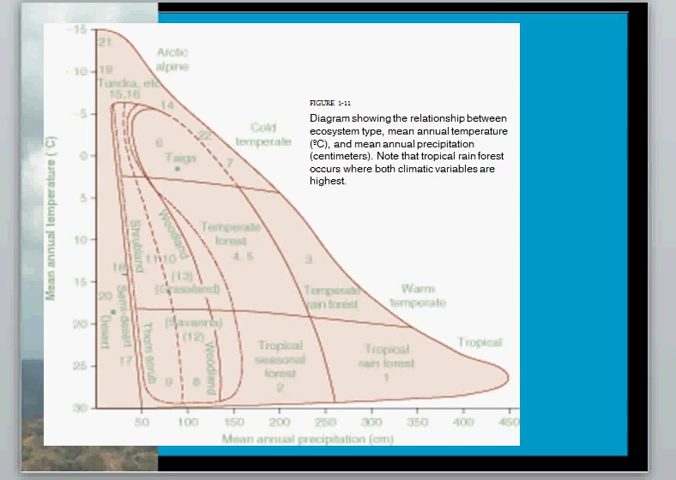 -15
21
Arctic
alpine
-10
19
Tundra, etc.
15,16
14
-5
22
Cold
temperate
6
7
Taiga
0
FIGURE 1-11
Diagram showing the relationship between
ecosystem type, mean annual temperature
(ºC), and mean annual precipitation
(centimeters). Note that tropical rain forest
occurs where both climatic variables are
highest.
Mean annual temperature ( C)
5
Shrubland
Woodland
Temperate
forest
4, 5
3
10
11
10
18
(13)
(Grassland)
15
Semi-desert
20
Temperate
rain forest
Warm
temperate
20
Desert
(Savanna)
(12)
Thorn scrub
Woodland
Tropical
seasonal
forest
2
Tropical
rain forest
1
Tropical
17
25
9
8
30
50 100 150 200 250 300 350 400 450
Mean annual precipitation (cm)